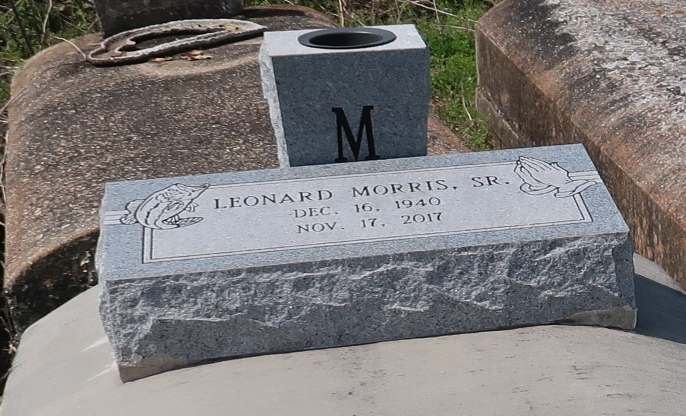 M
LEONARD MORRIS, SR.
DEC. 16, 1940
NOV. 17, 2017